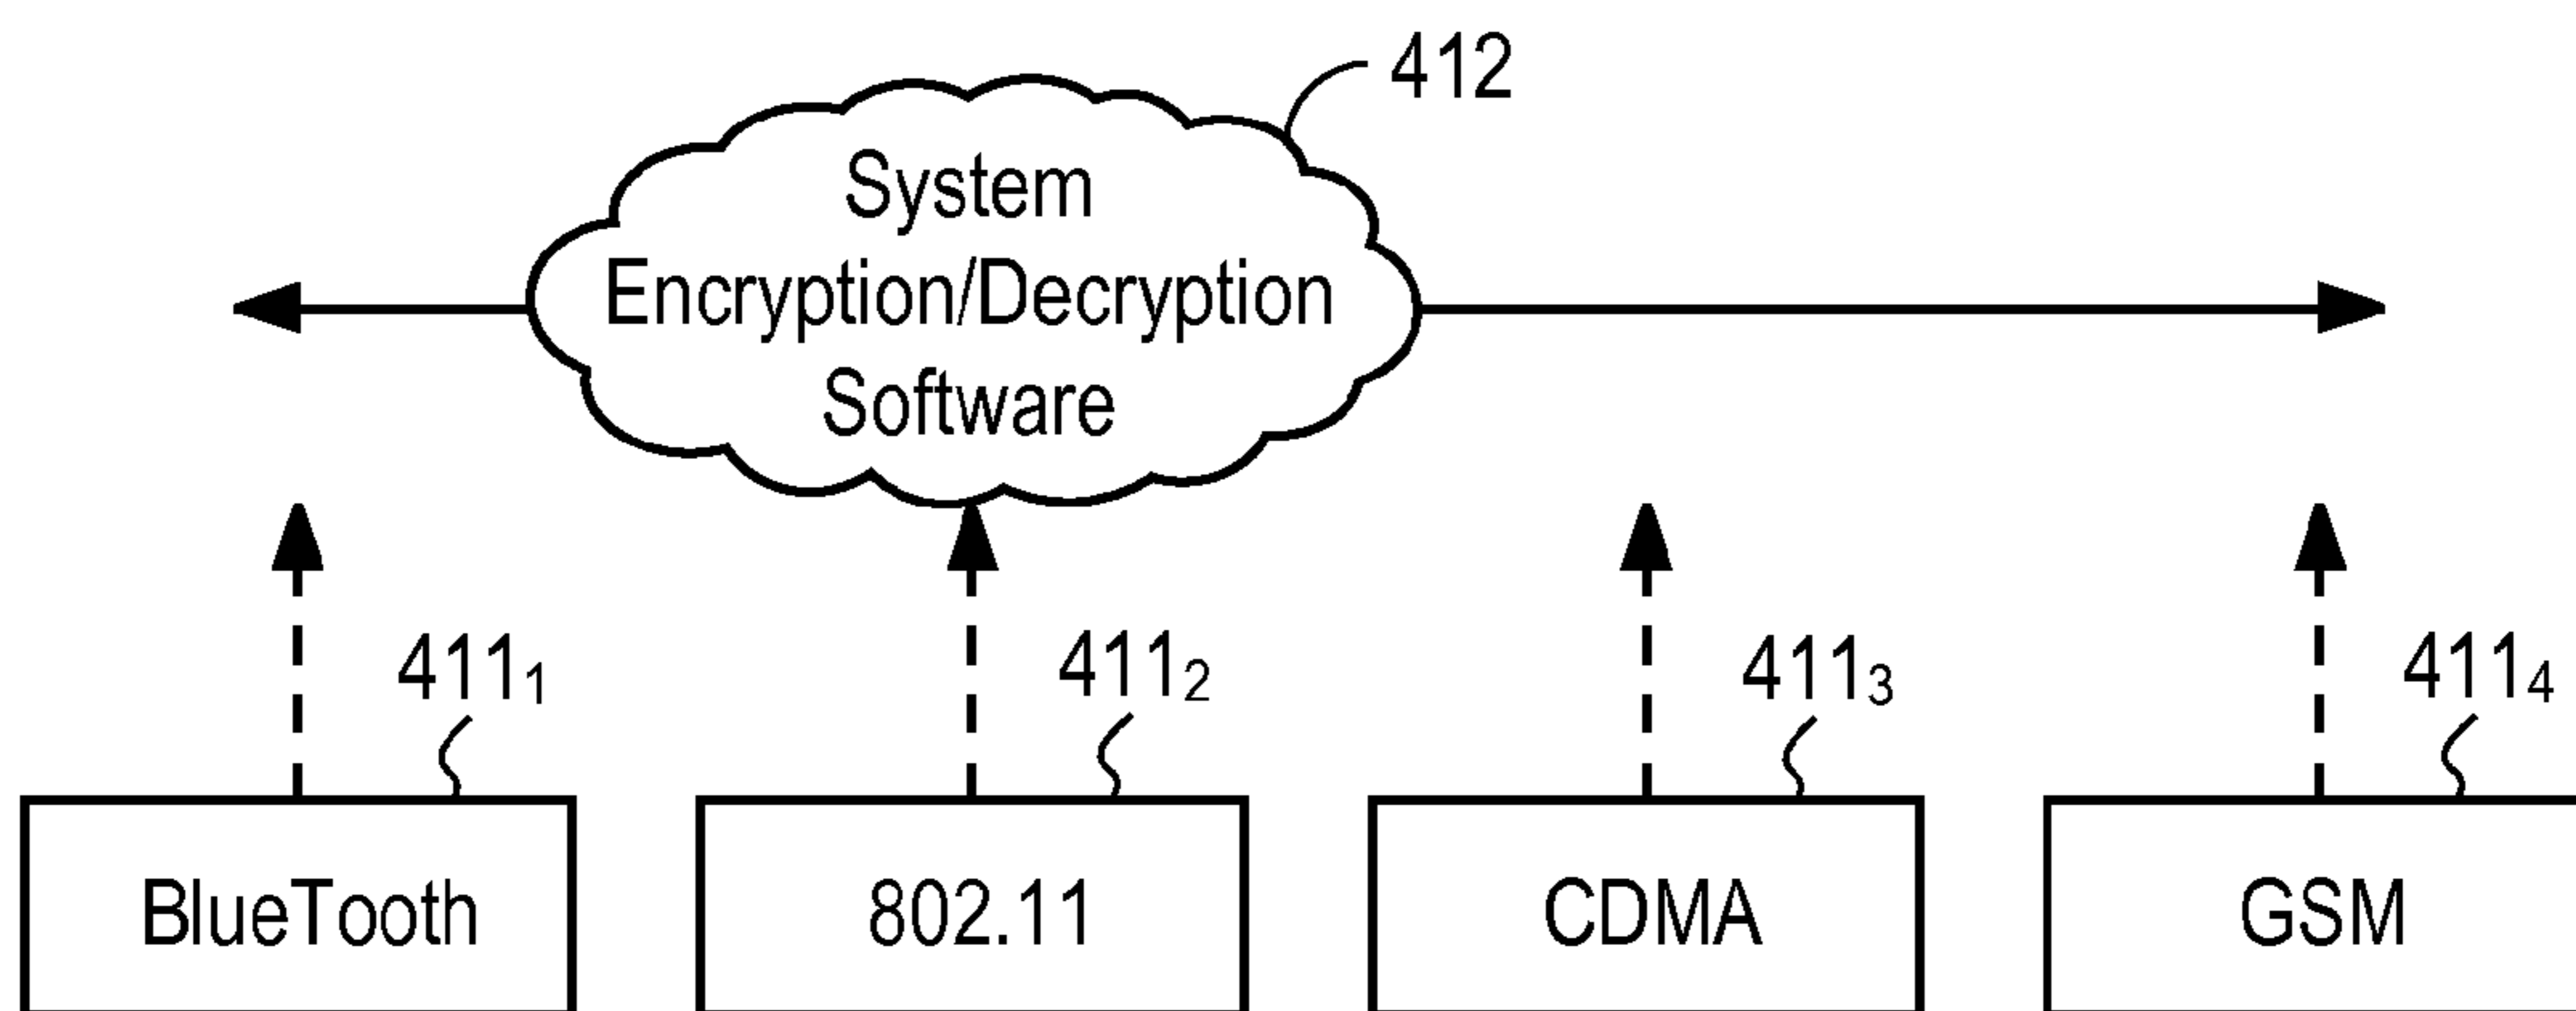 412
System
Encryption/Decryption
Software
411₁
411₂
411₃
411₄
BlueTooth
802.11
CDMA
GSM